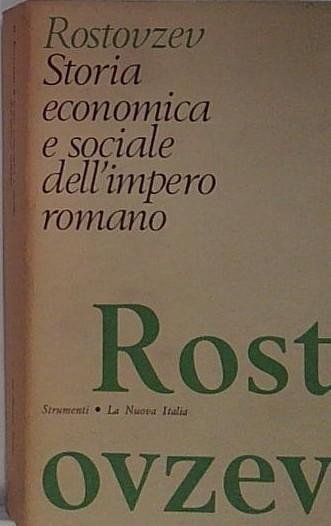 Rostovzev
Storia
economica
e sociale
dell'impero
romano
Rost
Strumenti • La Nuova Italia
ovzev